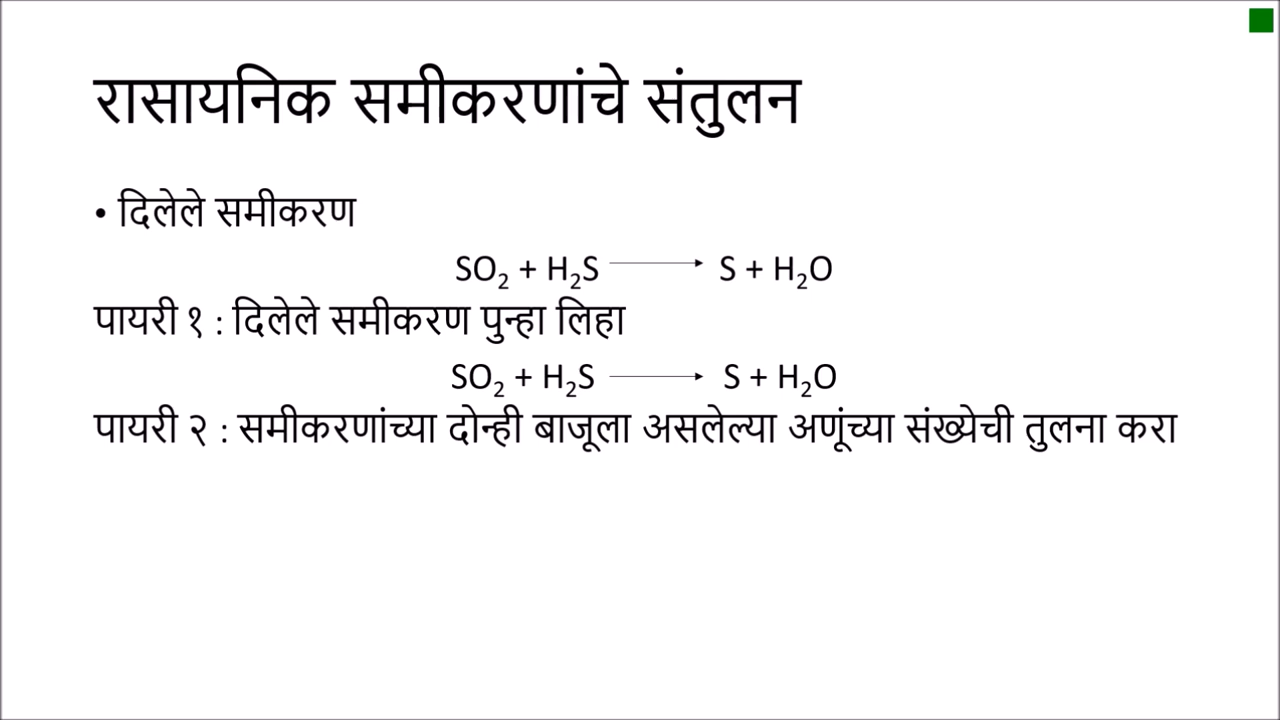 रासायनिक समीकरणांचे संतुलन
• दिलेले समीकरण
SO₂ + H₂S ⟶ S + H₂O
पायरी १ : दिलेले समीकरण पुन्हा लिहा
SO₂ + H₂S ⟶ S + H₂O
पायरी २ : समीकरणांच्या दोन्ही बाजूला असलेल्या अणूंच्या संख्येची तुलना करा